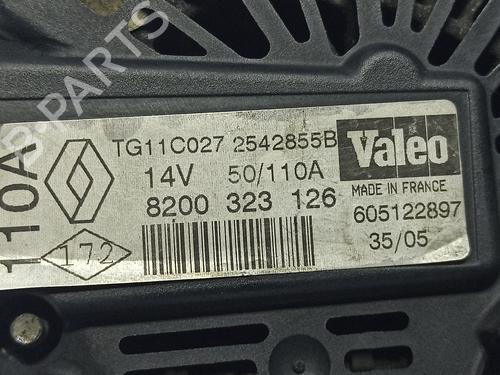 B-PARTS
110A
TG11C027 2542855B
14V 50/110A
8200 323 126
172
Valeo
MADE IN FRANCE
605122897
35/05